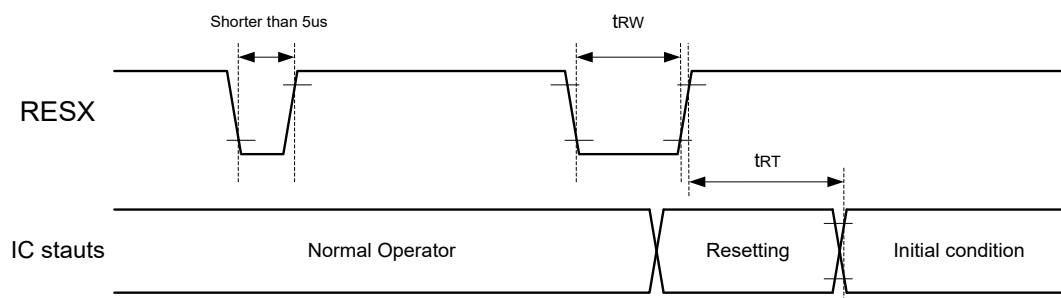 Shorter than 5us
tRW
RESX
tRT
IC stauts
Normal Operator
Resetting
Initial condition